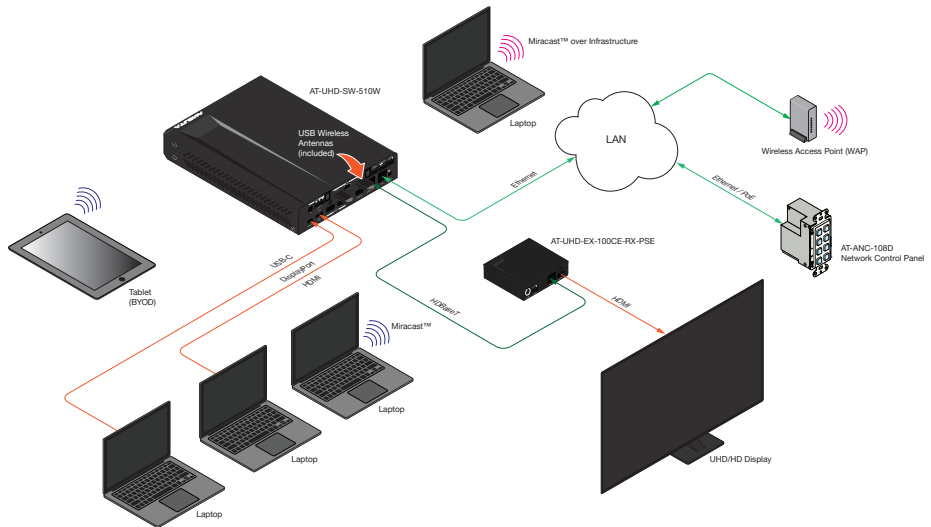 Miracast™ over Infrastructure
AT-UHD-SW-510W
USB Wireless
Antennas
(included)
Laptop
LAN
Wireless Access Point (WAP)
Ethernet
Ethernet / PoE
AT-ANC-108D
Network Control Panel
AT-UHD-EX-100CE-RX-PSE
Tablet
(BYOD)
USB-C
DisplayPort
HDMI
HDBaseT
HDMI
Miracast™
Laptop
Laptop
Laptop
UHD/HD Display